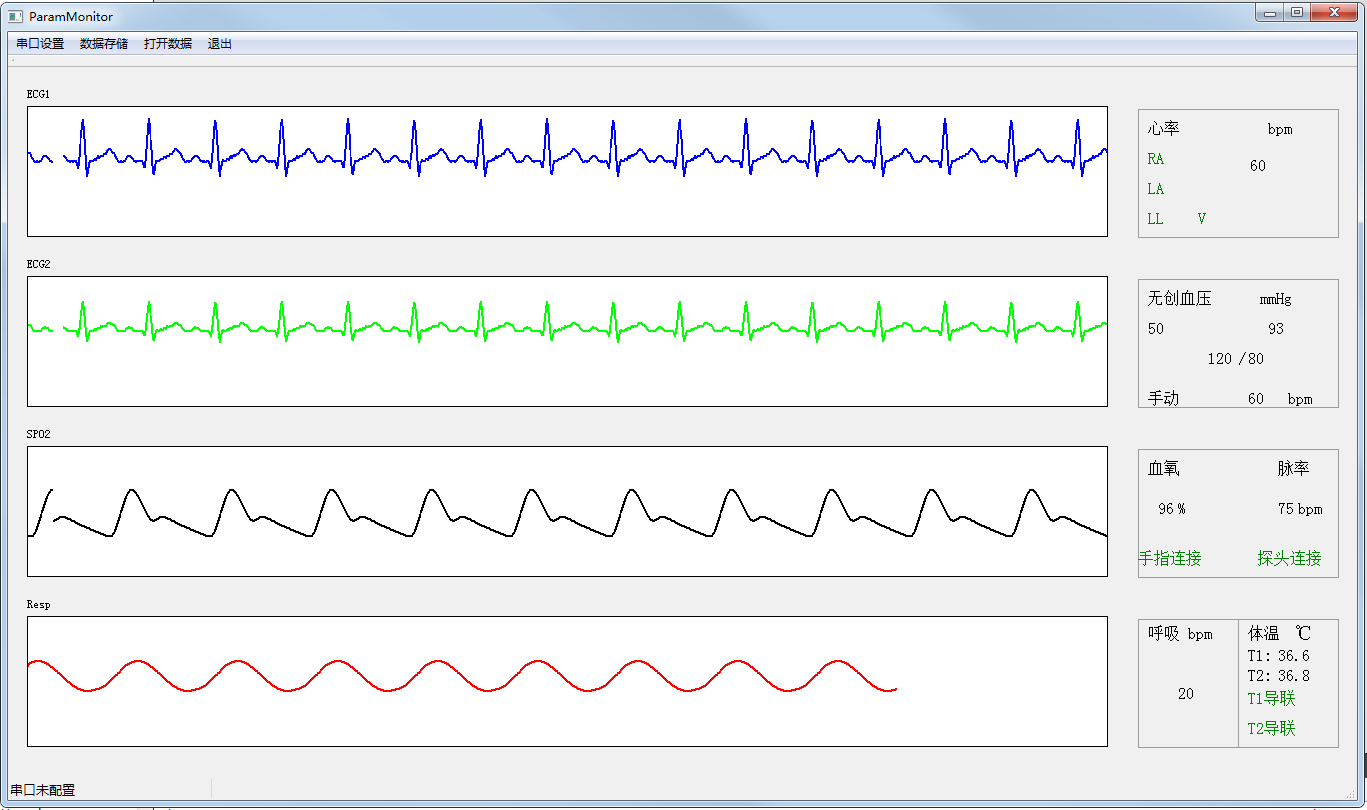 ParamMonitor
串口设置 数据存储 打开数据 退出
ECG1
心率 bpm
RA
60
LA
LL V
ECG2
无创血压 mmHg
50 93
120 /80
手动 60 bpm
SPO2
血氧 脉率
96 % 75 bpm
手指连接 探头连接
Resp
呼吸 bpm
20
体温 ℃
T1: 36.6
T2: 36.8
T1导联
T2导联
串口未配置